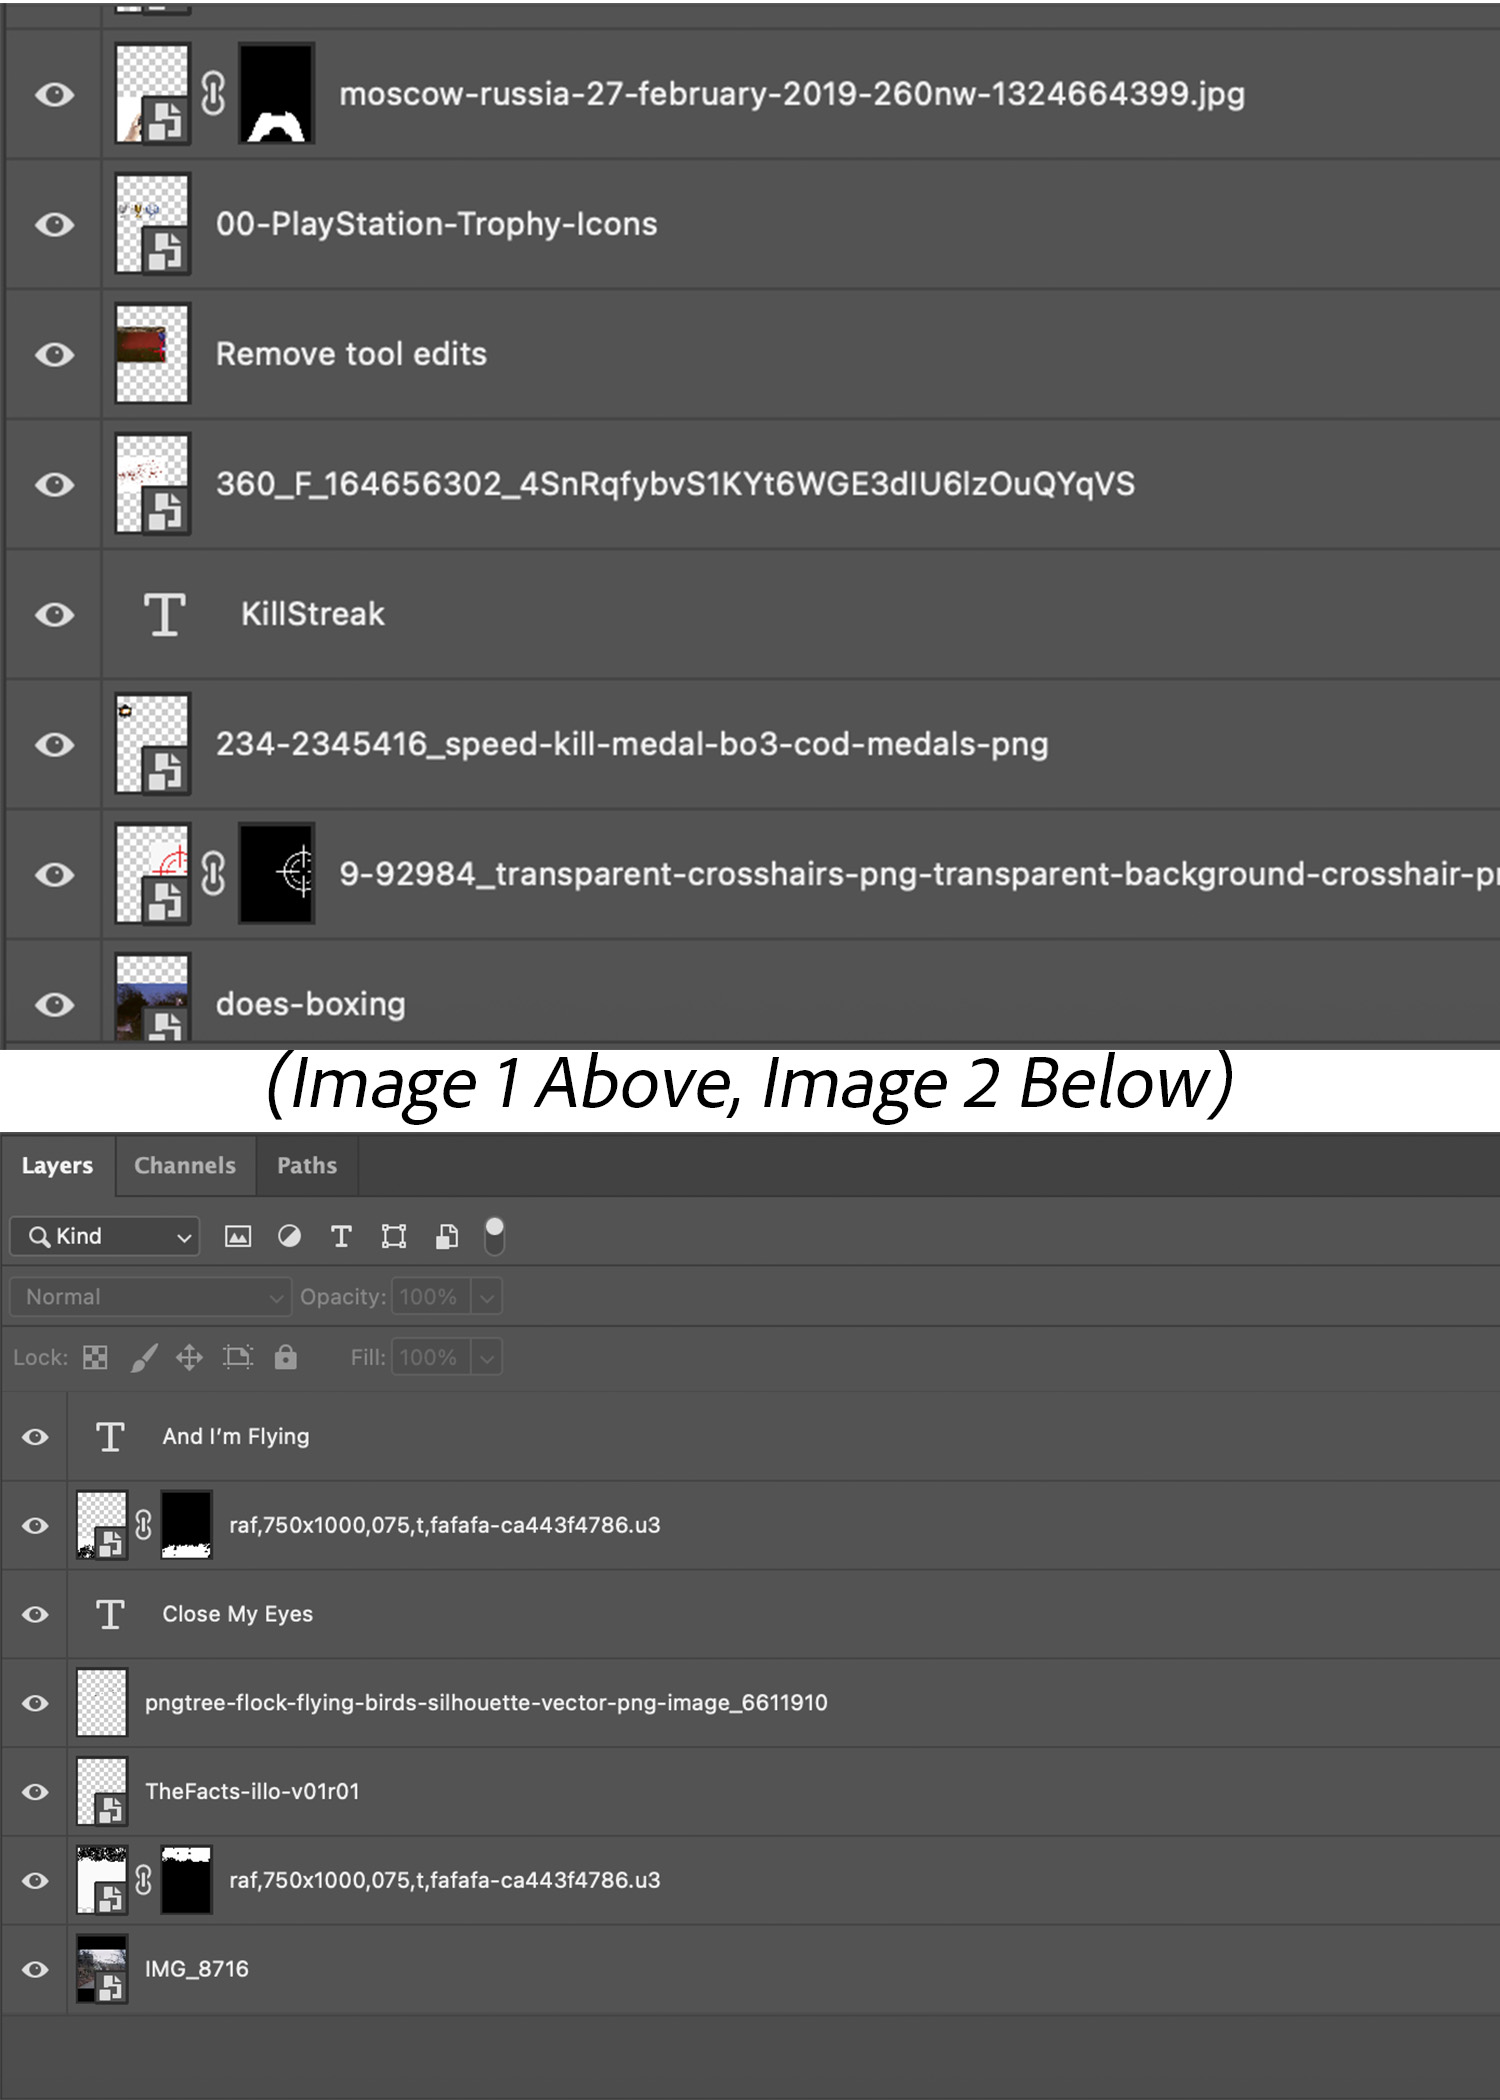 moscow-russia-27-february-2019-260nw-1324664399.jpg
00-PlayStation-Trophy-Icons
Remove tool edits
360_F_164656302_4SnRqfybvS1KYt6WGE3dIU6lzOuQYqVS
T KillStreak
234-2345416_speed-kill-medal-bo3-cod-medals-png
9-92984_transparent-crosshairs-png-transparent-background-crosshair-p
does-boxing
(Image 1 Above, Image 2 Below)
Layers Channels Paths
Kind T
Normal Opacity: 100%
Lock: Fill: 100%
T And I’m Flying
raf,750x1000,075,t,fafafa-ca443f4786.u3
T Close My Eyes
pngtree-flock-flying-birds-silhouette-vector-png-image_6611910
TheFacts-illo-v01r01
raf,750x1000,075,t,fafafa-ca443f4786.u3
IMG_8716